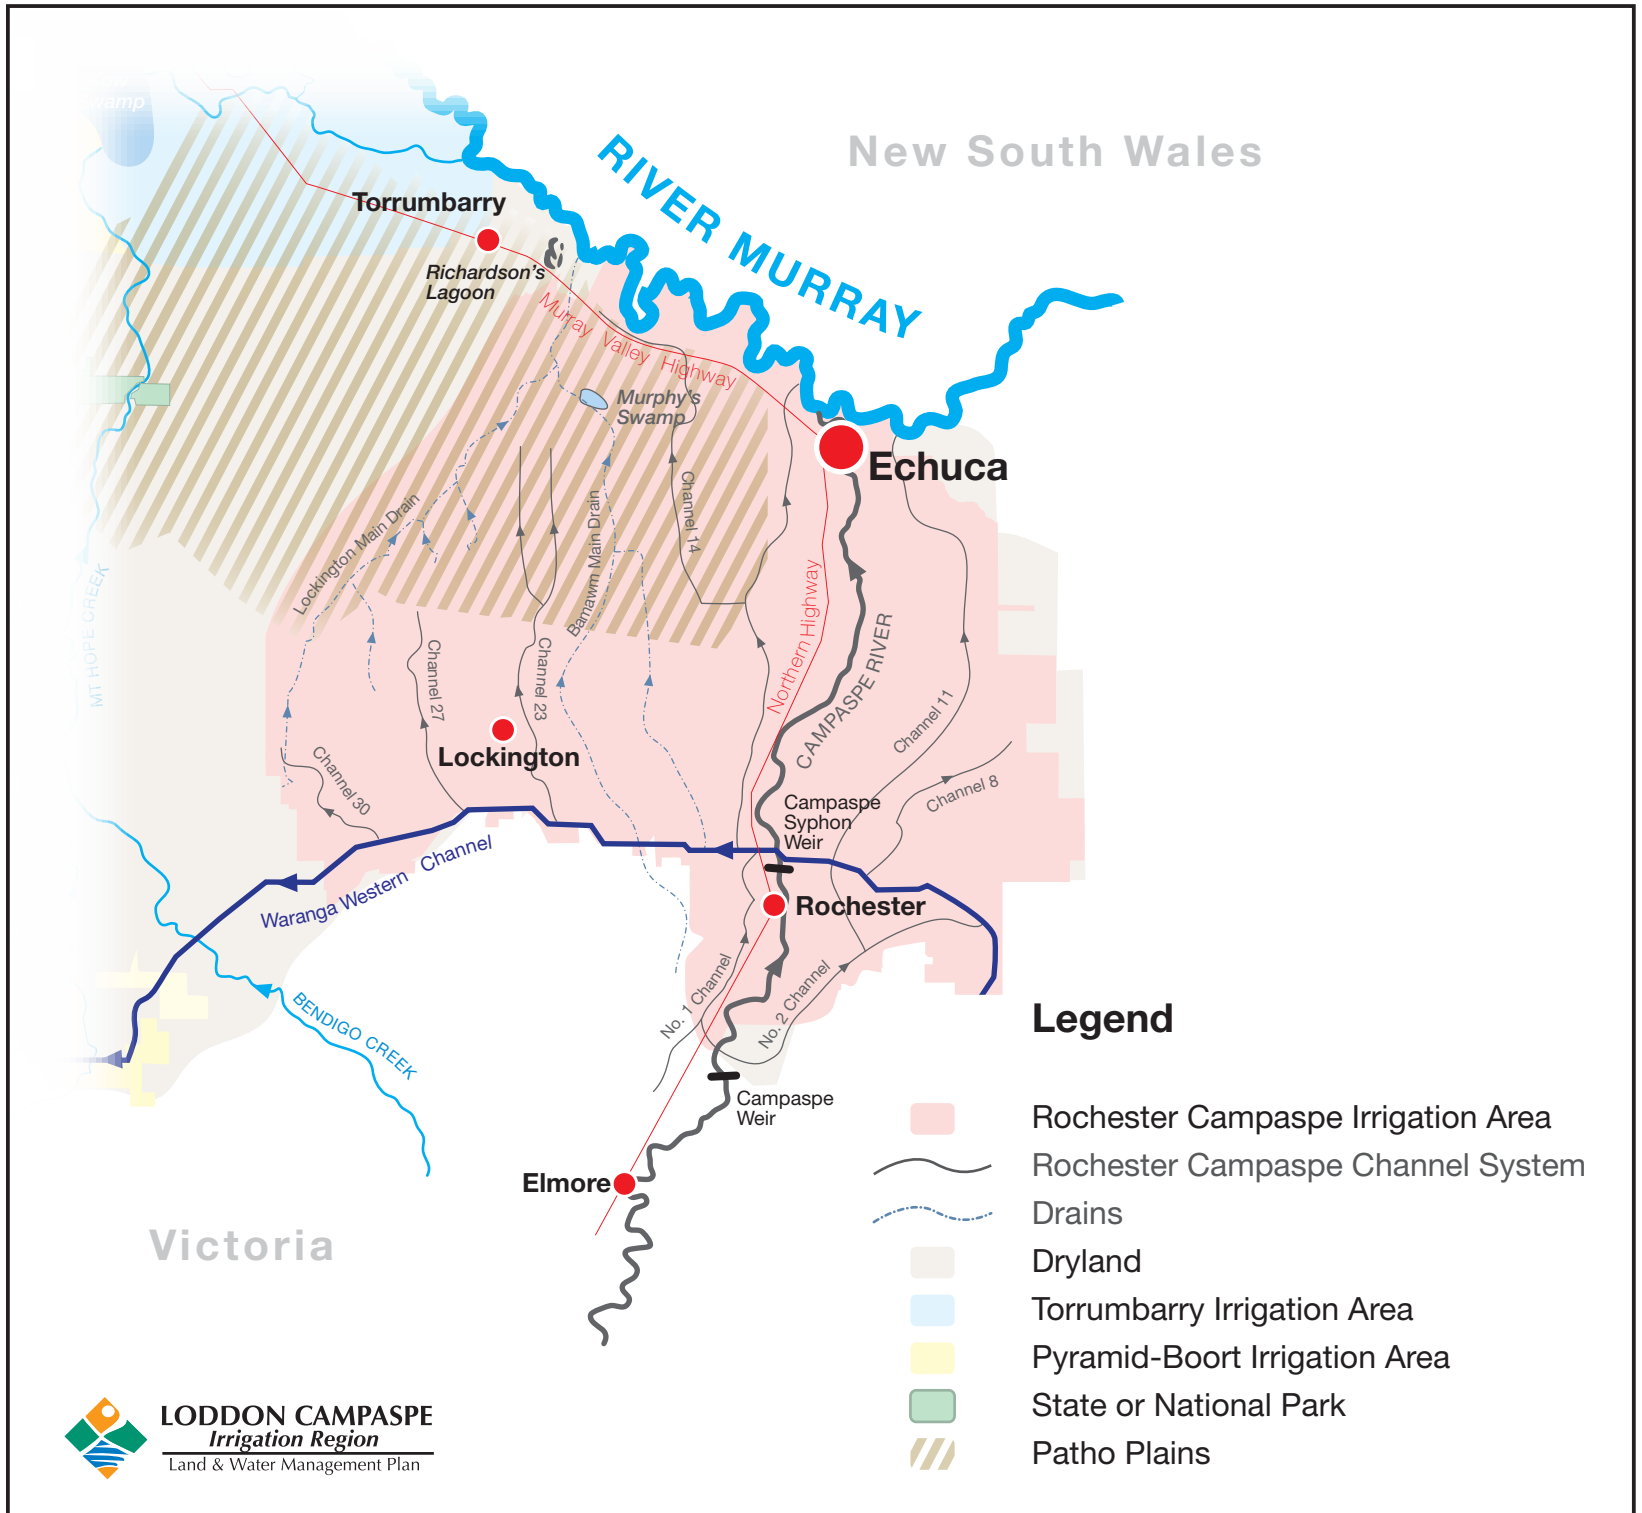 wamp
New South Wales
RIVER MURRAY
Torrumbarry
Richardson's
Lagoon
Murray Valley Highway
Murphy's
Swamp
Echuca
Lockington Main Drain
Bamawm Main Drain
Channel 14
MT HOPE CREEK
Northern Highway
CAMPASPE RIVER
Channel 27
Channel 23
Channel 11
Lockington
Channel 30
Channel 8
Campaspe
Syphon
Weir
Waranga Western Channel
Rochester
No. 1 Channel
No. 2 Channel
BENDIGO CREEK
Campaspe
Weir
Elmore
Victoria
Legend
Rochester Campaspe Irrigation Area
Rochester Campaspe Channel System
Drains
Dryland
Torrumbarry Irrigation Area
Pyramid-Boort Irrigation Area
State or National Park
Patho Plains
LODDON CAMPASPE
Irrigation Region
Land & Water Management Plan